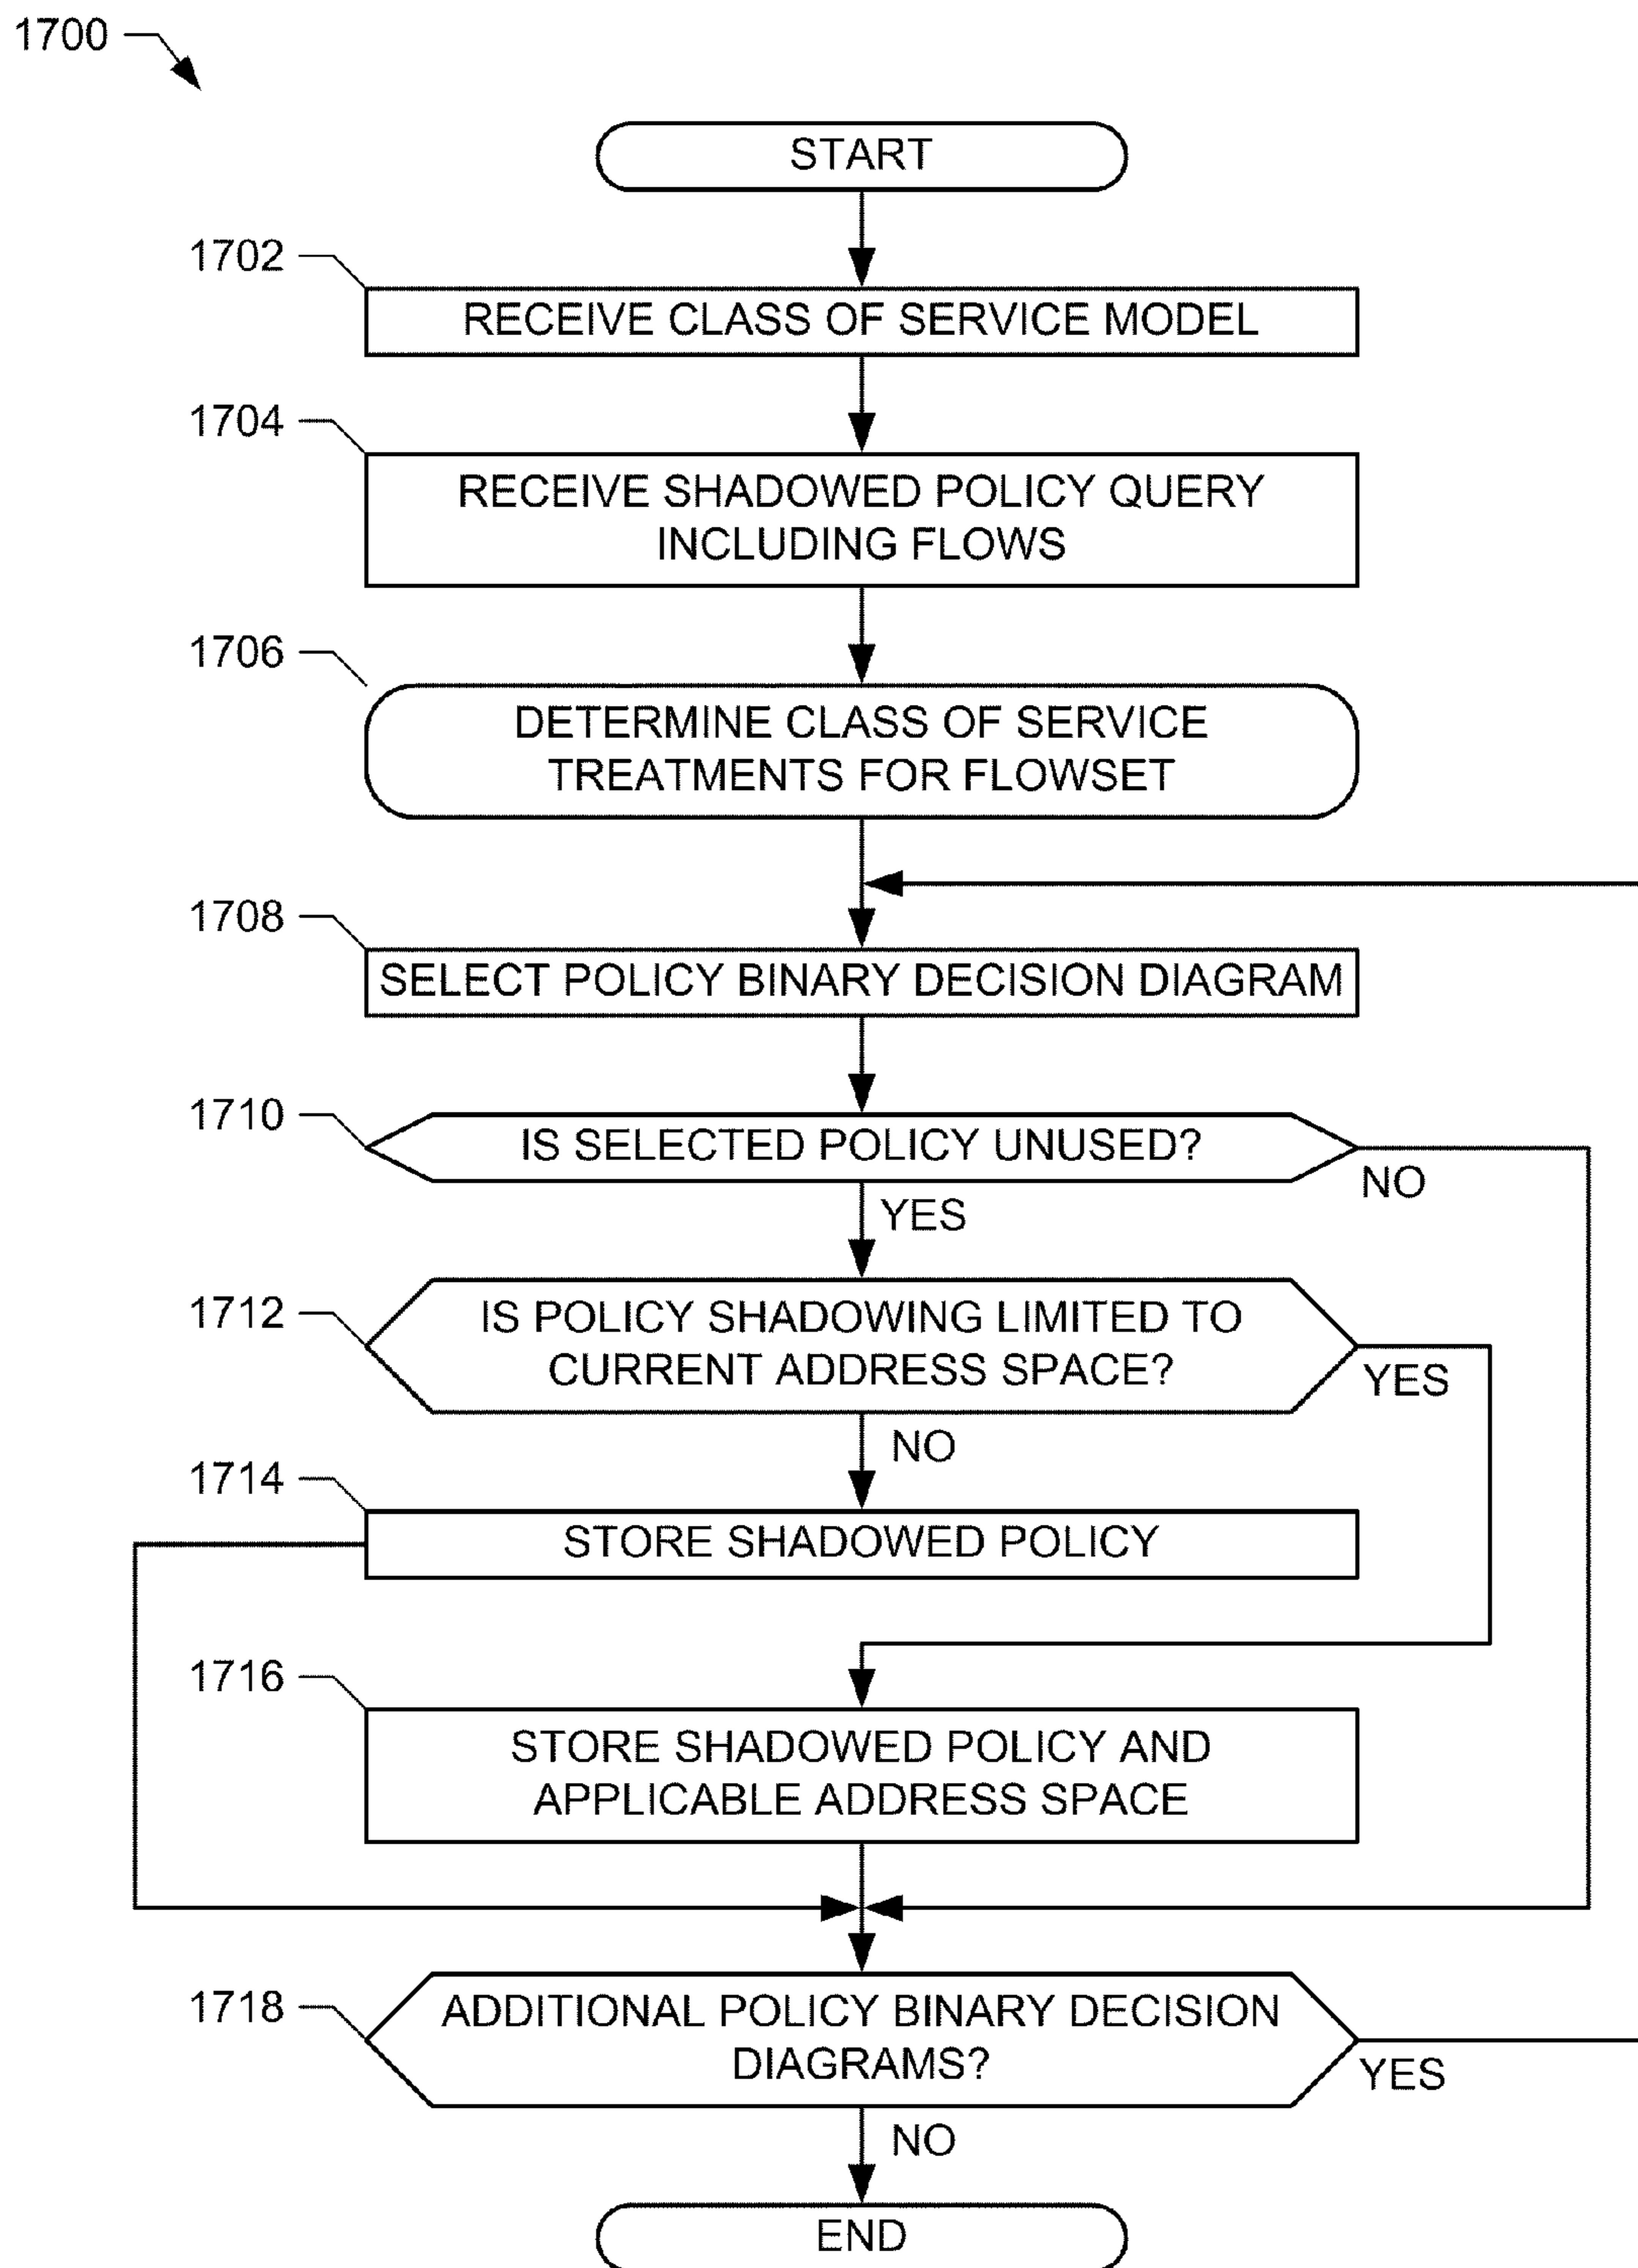 1700
START
1702
RECEIVE CLASS OF SERVICE MODEL
1704
RECEIVE SHADOWED POLICY QUERY
INCLUDING FLOWS
1706
DETERMINE CLASS OF SERVICE
TREATMENTS FOR FLOWSET
1708
SELECT POLICY BINARY DECISION DIAGRAM
1710
IS SELECTED POLICY UNUSED?
NO
YES
1712
IS POLICY SHADOWING LIMITED TO
CURRENT ADDRESS SPACE?
YES
NO
1714
STORE SHADOWED POLICY
1716
STORE SHADOWED POLICY AND
APPLICABLE ADDRESS SPACE
1718
ADDITIONAL POLICY BINARY DECISION
DIAGRAMS?
YES
NO
END